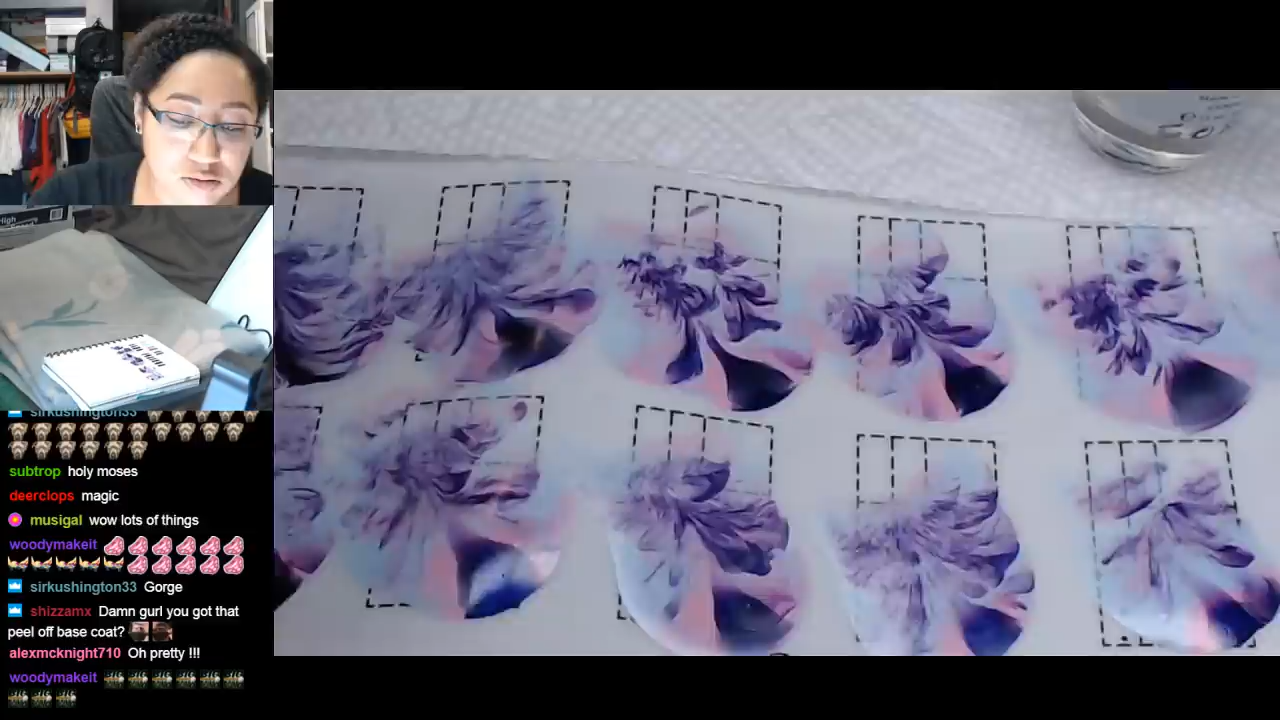 High
sirkushington33
subtrop holy moses
deerclops magic
musigal wow lots of things
woodymakeit
sirkushington33 Gorge
shizzamx Damn gurl you got that
peel off base coat?
alexmcknight710 Oh pretty !!!
woodymakeit